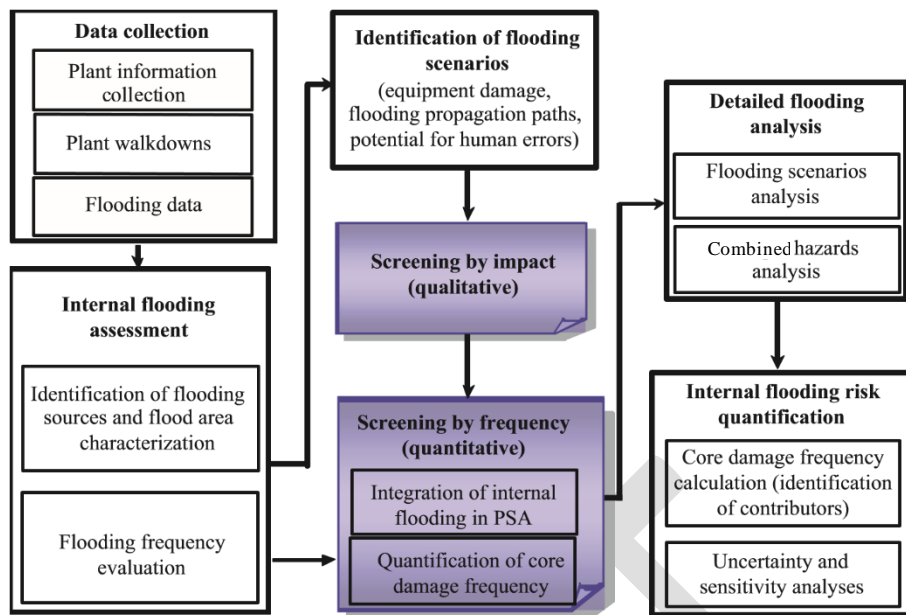 Data collection
Plant information
collection
Plant walkdowns
Flooding data
Internal flooding
assessment
Identification of flooding
sources and flood area
characterization
Flooding frequency
evaluation
Identification of flooding
scenarios
(equipment damage,
flooding propagation paths,
potential for human errors)
Screening by impact
(qualitative)
Screening by frequency
(quantitative)
Integration of internal
flooding in PSA
Quantification of core
damage frequency
Detailed flooding
analysis
Flooding scenarios
analysis
Combined hazards
analysis
Internal flooding risk
quantification
Core damage frequency
calculation (identification
of contributors)
Uncertainty and
sensitivity analyses